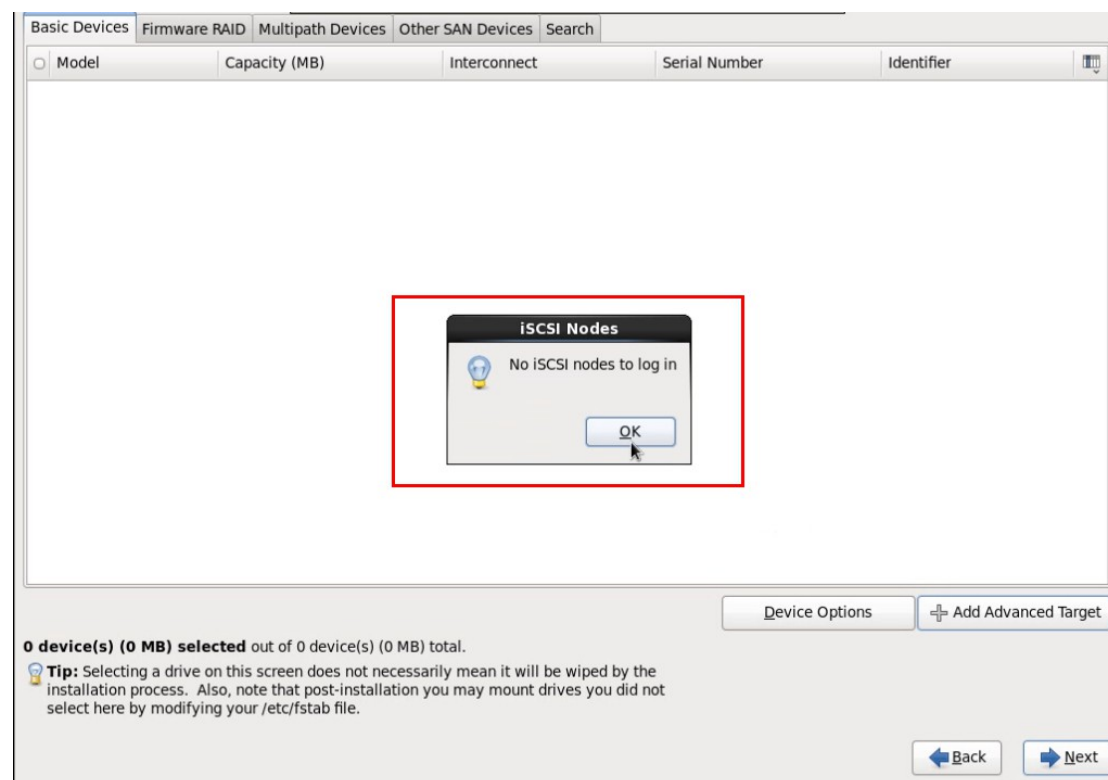 Basic Devices Firmware RAID Multipath Devices Other SAN Devices Search
Model Capacity (MB) Interconnect Serial Number Identifier
iSCSI Nodes
No iSCSI nodes to log in
OK
Device Options Add Advanced Target
0 device(s) (0 MB) selected out of 0 device(s) (0 MB) total.
Tip: Selecting a drive on this screen does not necessarily mean it will be wiped by the
installation process. Also, note that post-installation you may mount drives you did not
select here by modifying your /etc/fstab file.
Back Next